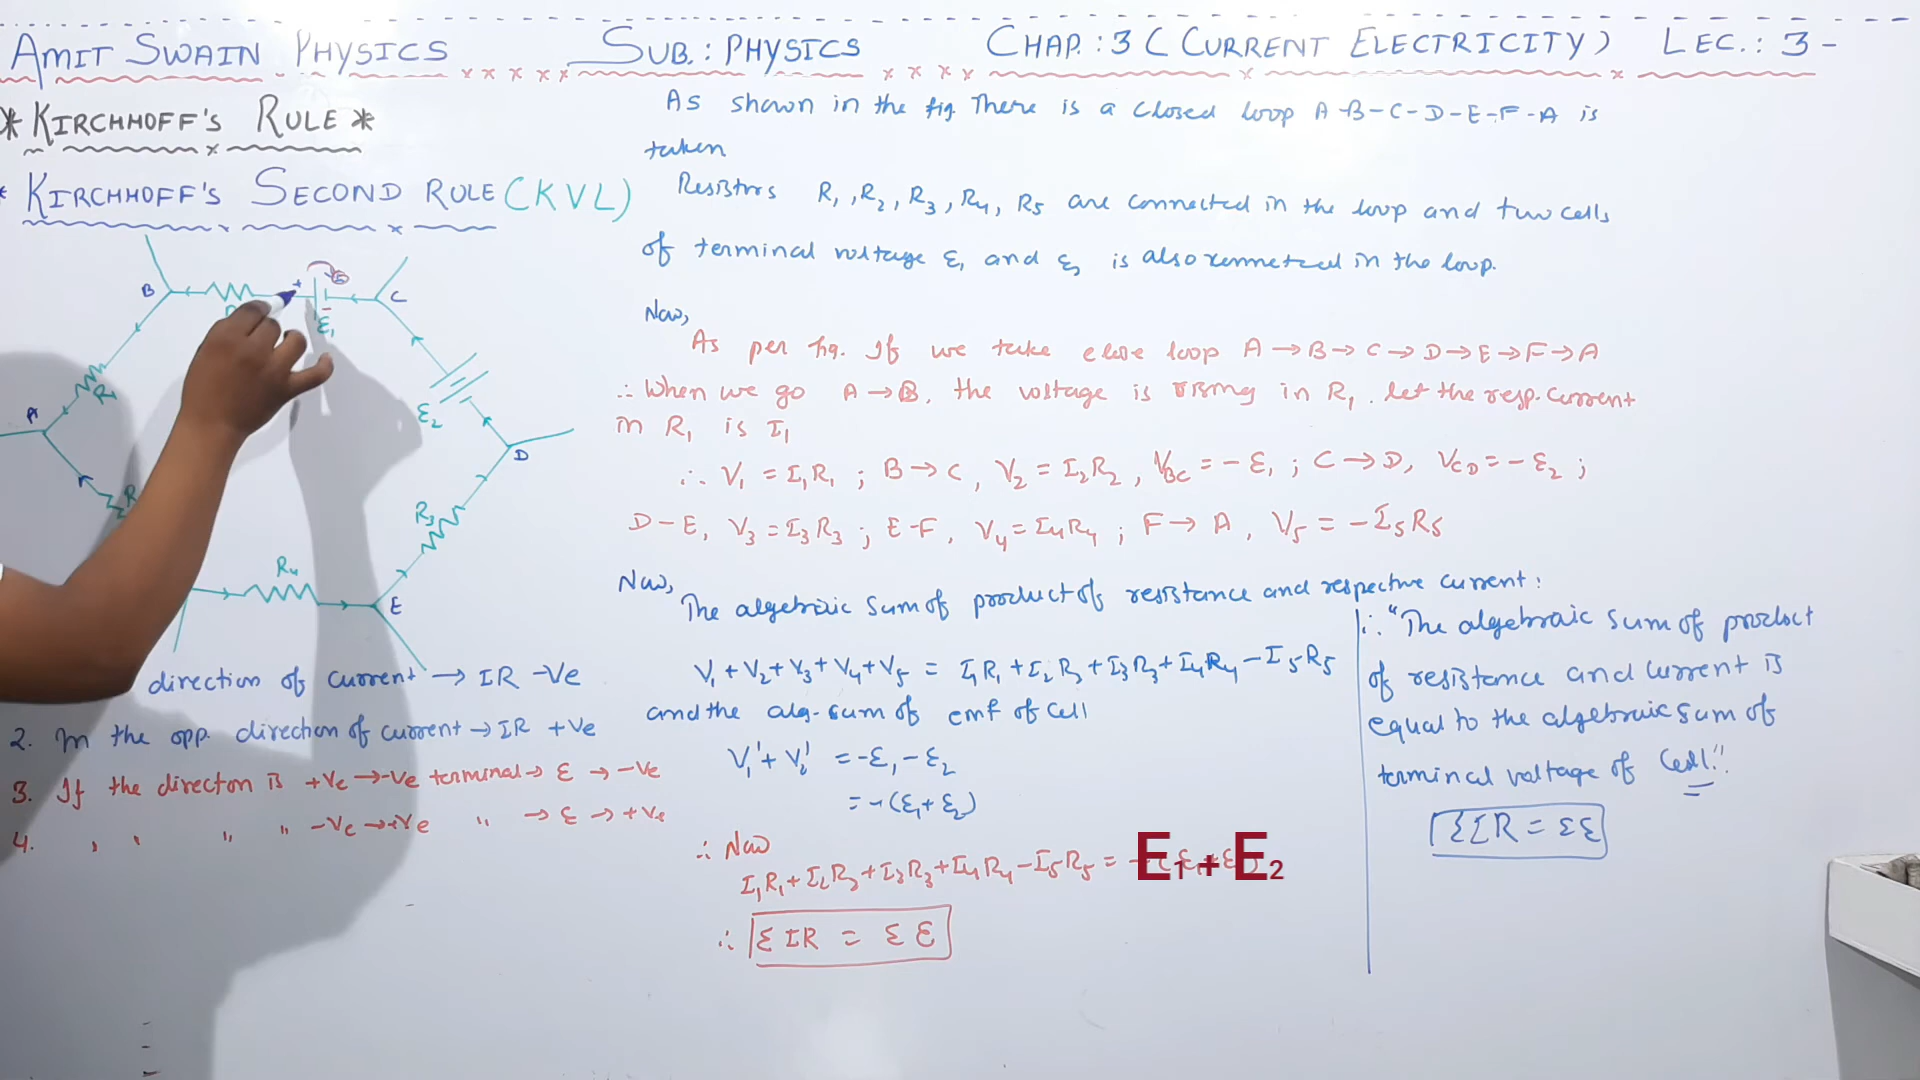 AMIT SWAIN PHYSICS SUB.: PHYSICS CHAP.: 3 (CURRENT ELECTRICITY) LEC.: 3-
* KIRCHHOFF'S RULE *
* KIRCHHOFF'S SECOND RULE (KVL)
B
+
-
ε₁
C
R₁
A
ε₂
D
R
R₃
R₄
E
direction of current → IR -Ve
2. In the opp. direction of current → IR +Ve
3. If the direction is +Ve → -Ve terminal → ε → -Ve
4. , , " " -Ve → +Ve " → ε → +Ve
As shown in the fig There is a closed loop A-B-C-D-E-F-A is
taken
Resistors R₁, R₂, R₃, R₄, R₅ are connected in the loop and two cells
of terminal voltage ε₁ and ε₂ is also connected in the loop.
Now,
As per fig. If we take close loop A → B → C → D → E → F → A
∴ When we go A → B, the voltage is rising in R₁. let the resp. current
in R₁ is I₁
∴ V₁ = I₁R₁ ; B → C, V₂ = I₂R₂, V_BC = -ε₁ ; C → D, V_CD = -ε₂ ;
D - E, V₃ = I₃R₃ ; E-F, V₄ = I₄R₄ ; F → A, V₅ = -I₅R₅
Now,
The algebraic sum of product of resistance and respective current :
V₁ + V₂ + V₃ + V₄ + V₅ = I₁R₁ + I₂R₂ + I₃R₃ + I₄R₄ - I₅R₅
and the alg. sum of emf of cell
V₁' + V₂' = -ε₁ - ε₂
= -(ε₁ + ε₂)
∴ Now
I₁R₁ + I₂R₂ + I₃R₃ + I₄R₄ - I₅R₅ = E₁ + E₂
∴ Σ IR = Σ ε
∴ "The algebraic sum of product
of resistance and current is
equal to the algebraic sum of
terminal voltage of Cell."
ΣIR = Σε